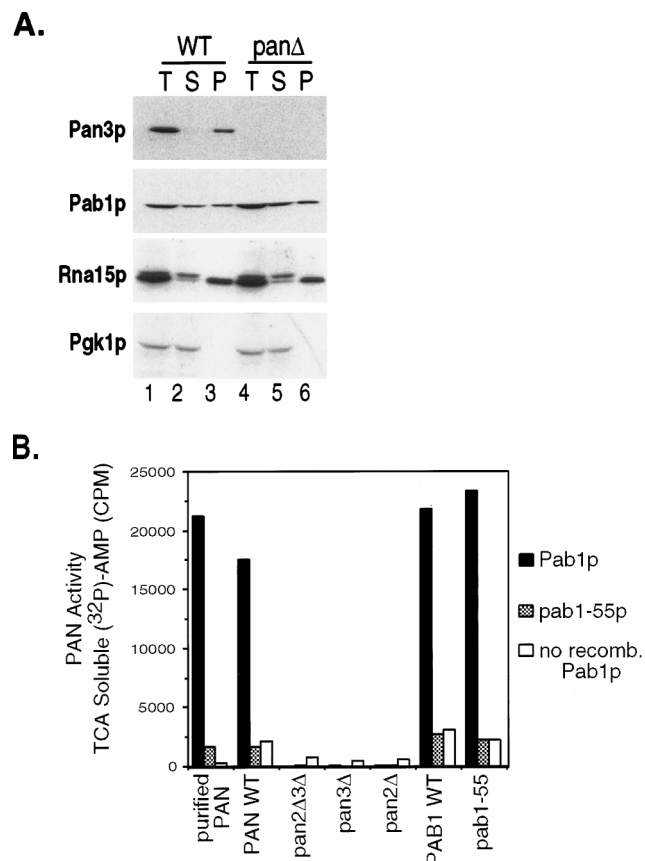 A.
WT panΔ
T S P T S P
Pan3p
Pab1p
Rna15p
Pgk1p
1 2 3 4 5 6
B.
PAN Activity
TCA Soluble (32P)-AMP (CPM)
25000
20000
15000
10000
5000
0
purified
PAN
PAN WT
pan2Δ3Δ
pan3Δ
pan2Δ
PAB1 WT
pab1-55
Pab1p
pab1-55p
no recomb.
Pab1p